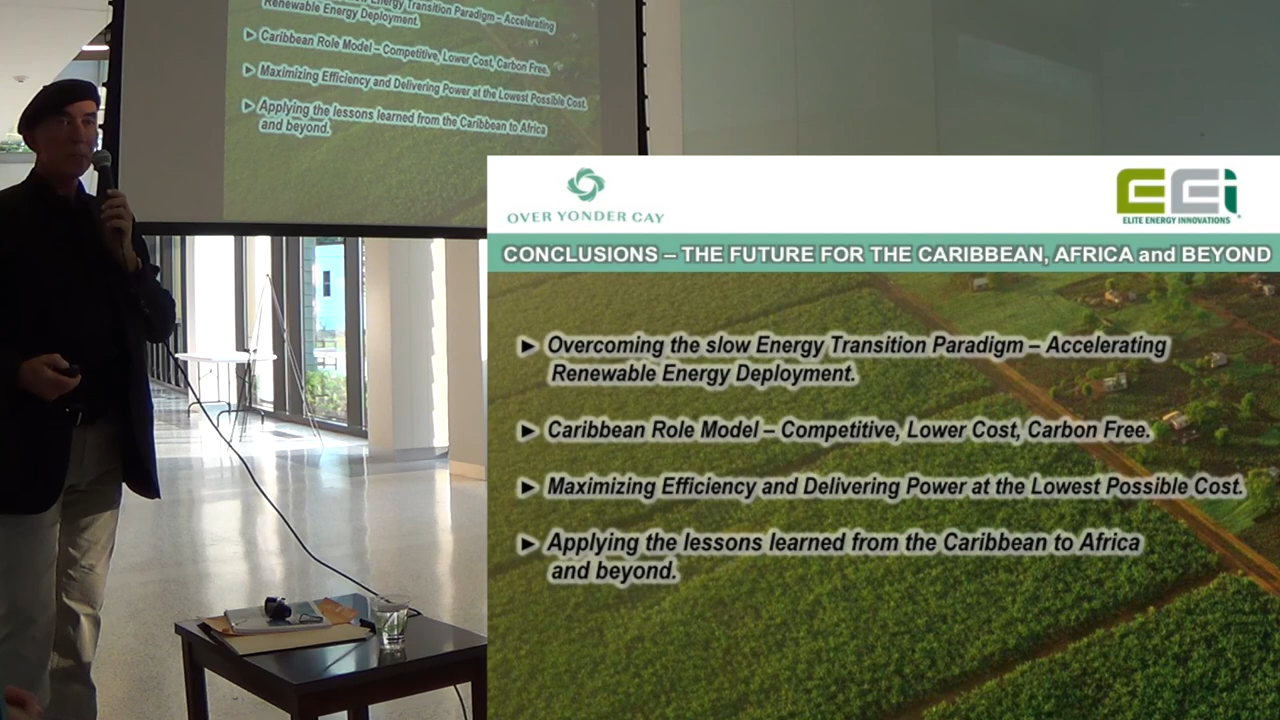 Renewable Energy Deployment.
► Caribbean Role Model – Competitive, Lower Cost, Carbon Free.
► Maximizing Efficiency and Delivering Power at the Lowest Possible Cost.
► Applying the lessons learned from the Caribbean to Africa
and beyond.
OVER YONDER CAY
EEi
ELITE ENERGY INNOVATIONS
CONCLUSIONS – THE FUTURE FOR THE CARIBBEAN, AFRICA and BEYOND
► Overcoming the slow Energy Transition Paradigm – Accelerating
Renewable Energy Deployment.
► Caribbean Role Model – Competitive, Lower Cost, Carbon Free.
► Maximizing Efficiency and Delivering Power at the Lowest Possible Cost.
► Applying the lessons learned from the Caribbean to Africa
and beyond.